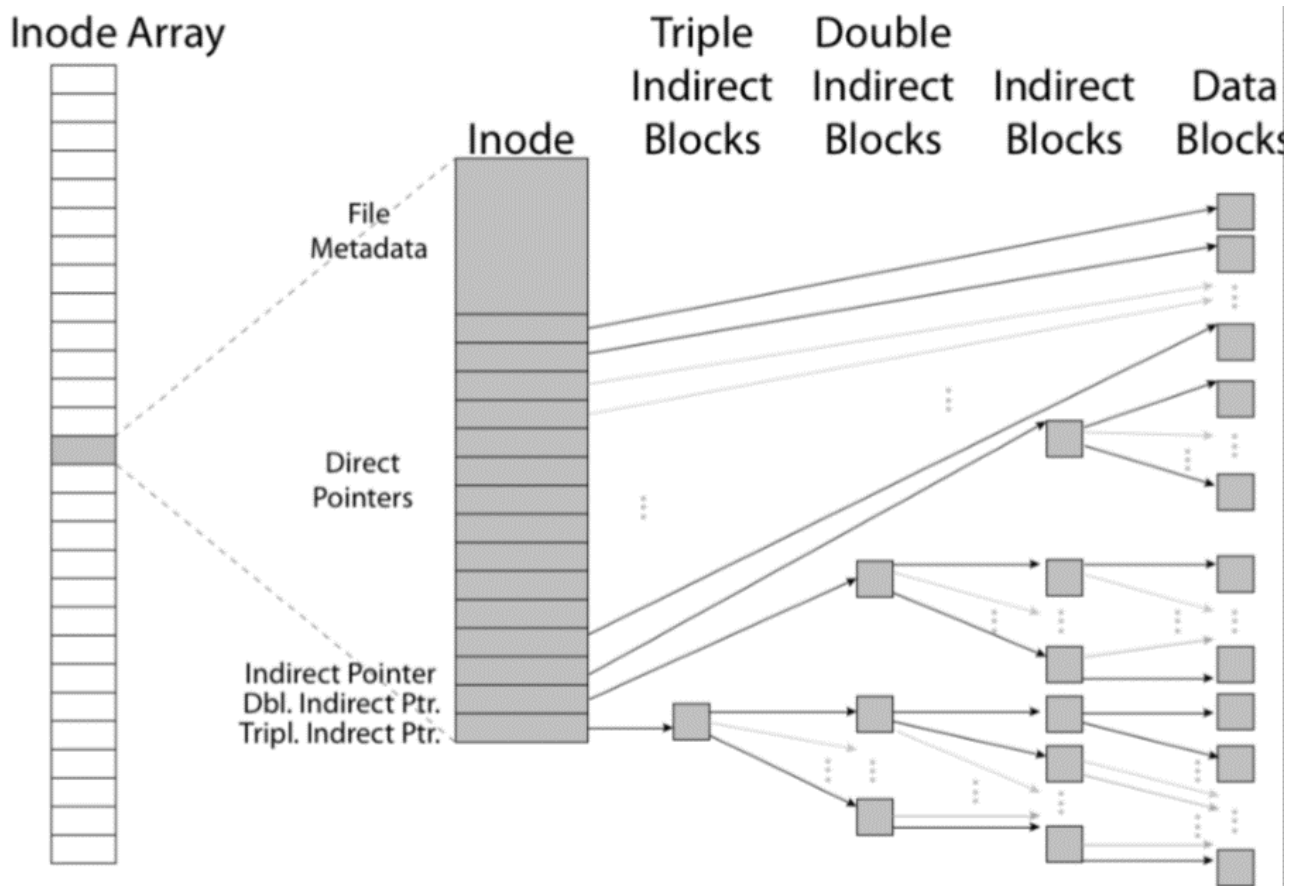 Inode Array
Triple
Indirect
Blocks
Double
Indirect
Blocks
Indirect
Blocks
Data
Blocks
Inode
File
Metadata
Direct
Pointers
Indirect Pointer
Dbl. Indirect Ptr.
Tripl. Indrect Ptr.